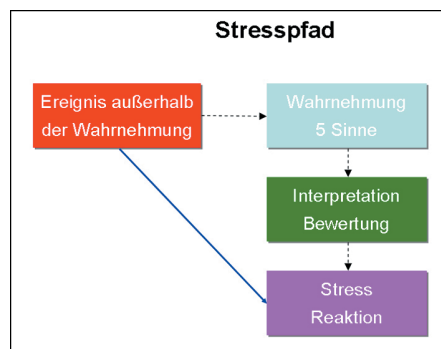 Stresspfad
Ereignis außerhalb
der Wahrnehmung
Wahrnehmung
5 Sinne
Interpretation
Bewertung
Stress
Reaktion